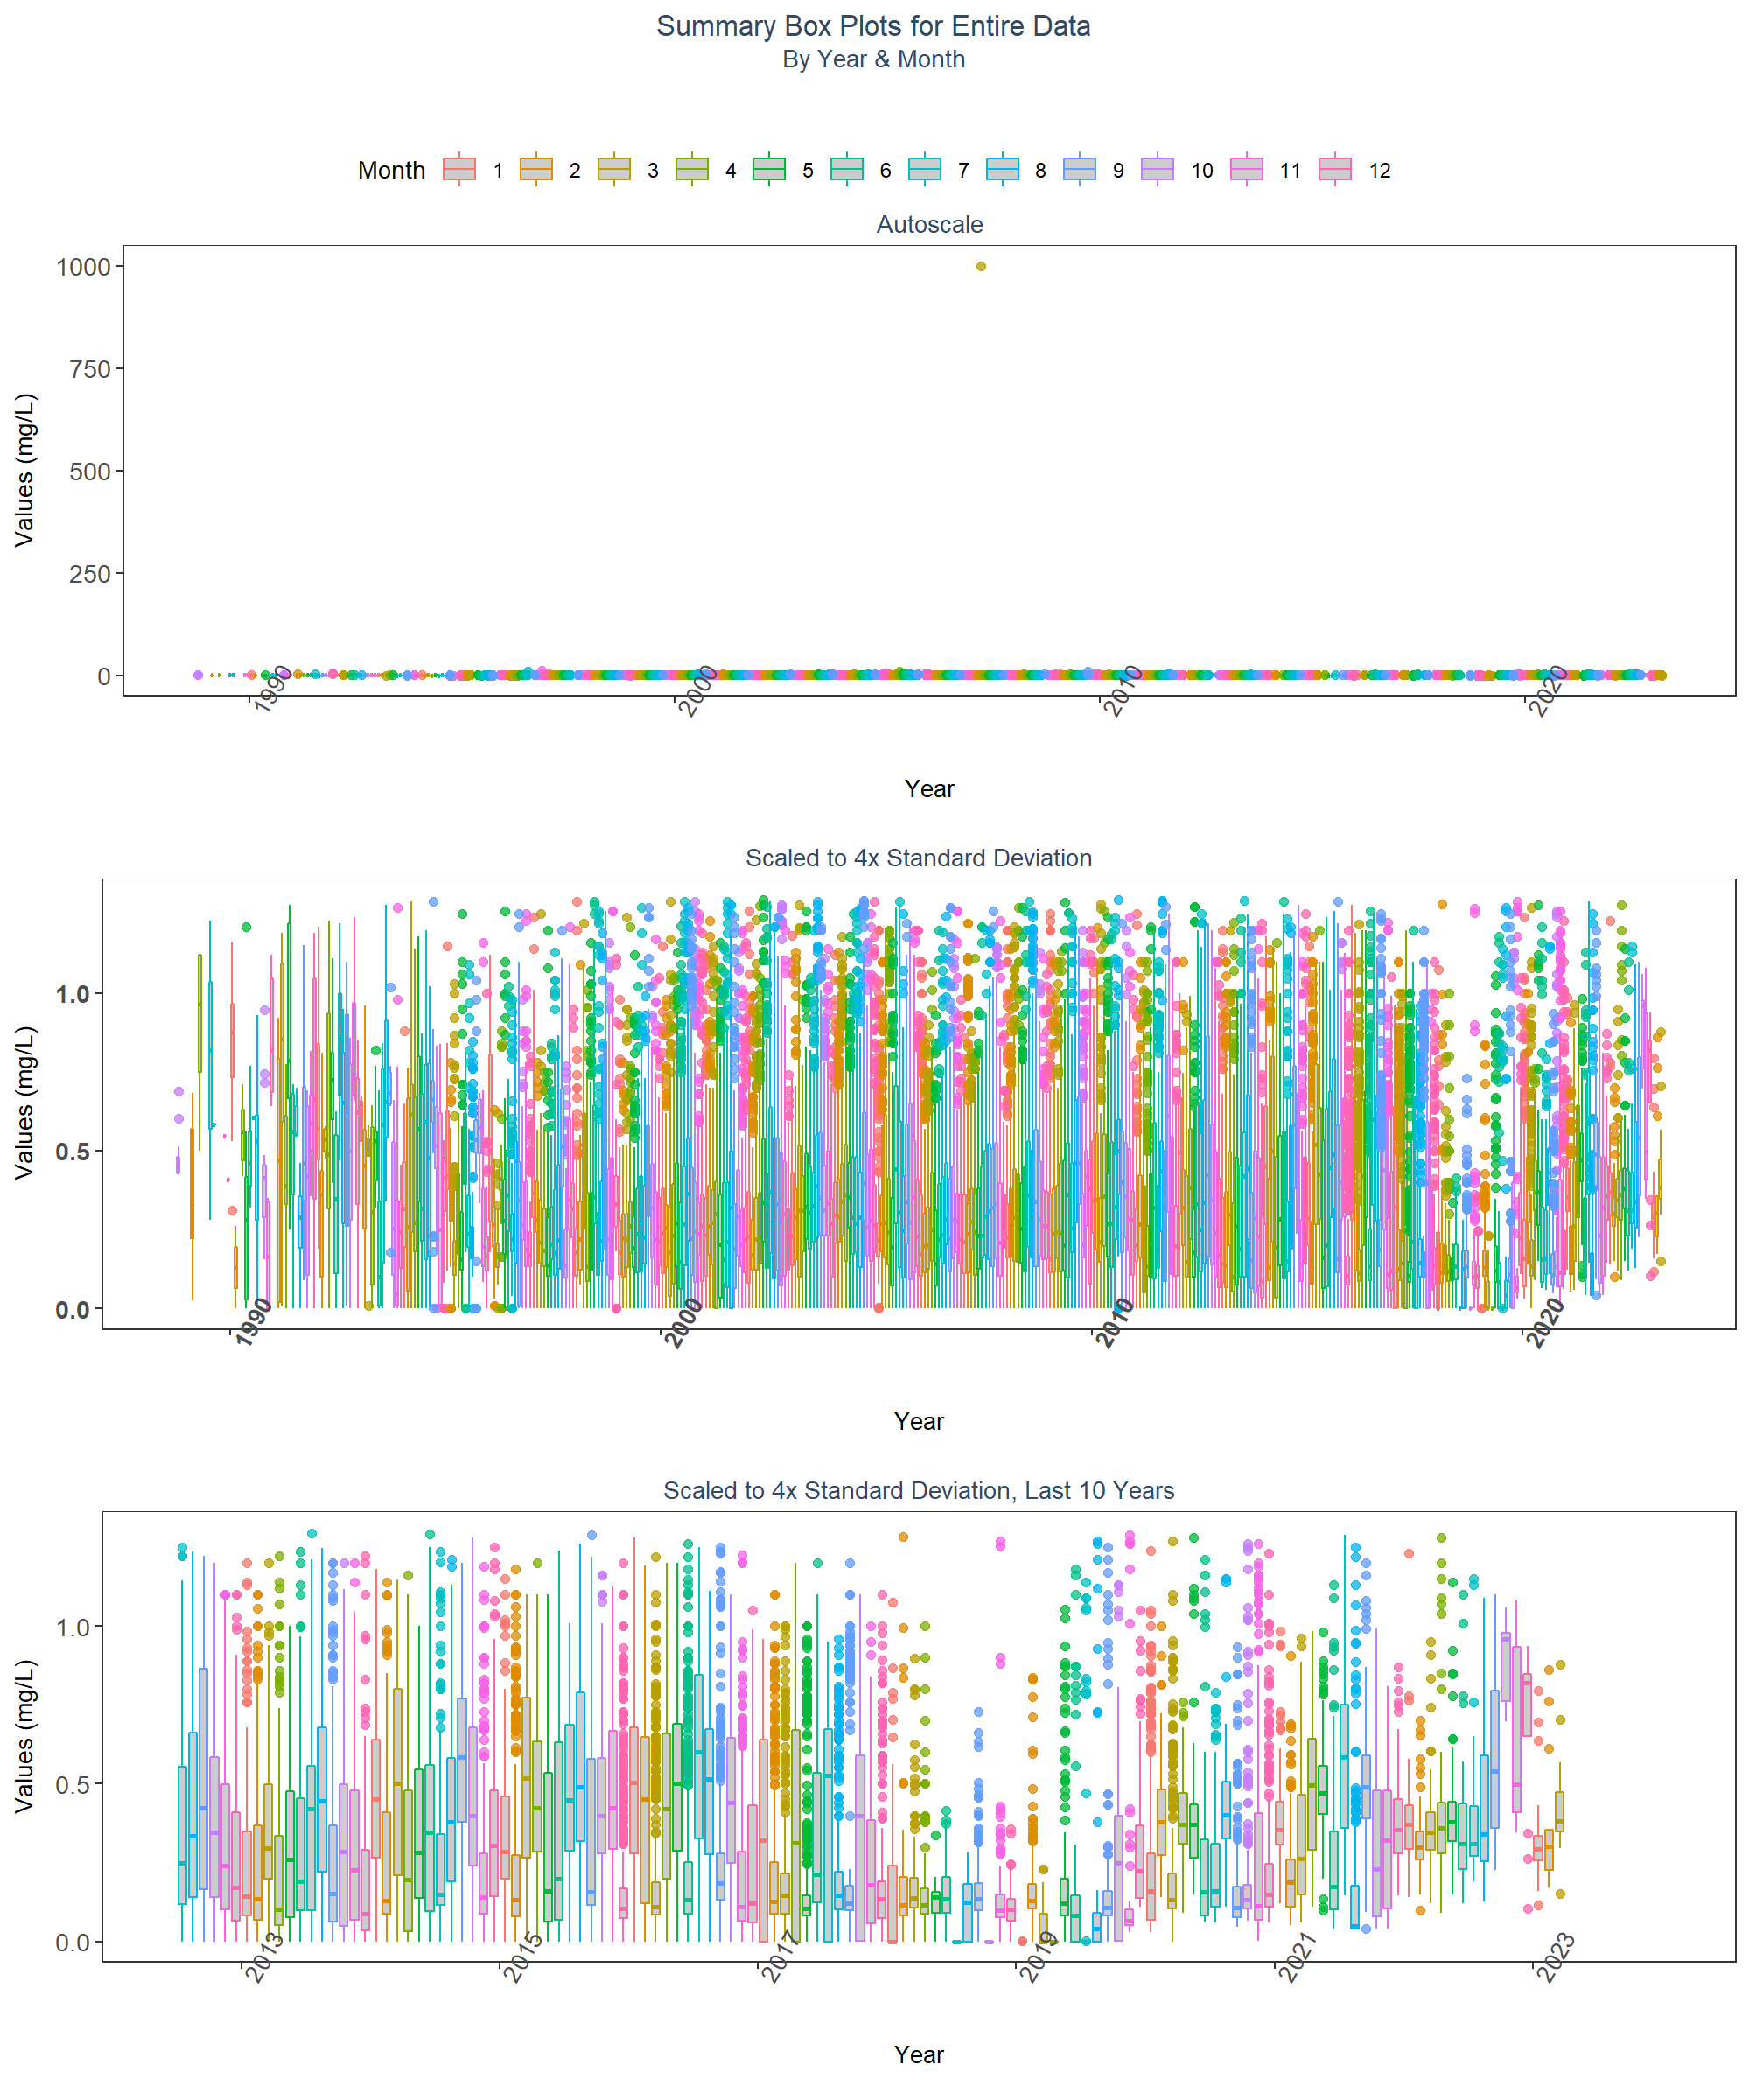 Summary Box Plots for Entire Data
By Year & Month
Month 1 2 3 4 5 6 7 8 9 10 11 12
Autoscale
Values (mg/L)
1000
750
500
250
0
1990 2000 2010 2020
Year
Scaled to 4x Standard Deviation
Values (mg/L)
1.0
0.5
0.0
1990 2000 2010 2020
Year
Scaled to 4x Standard Deviation, Last 10 Years
Values (mg/L)
1.0
0.5
0.0
2013 2015 2017 2019 2021 2023
Year